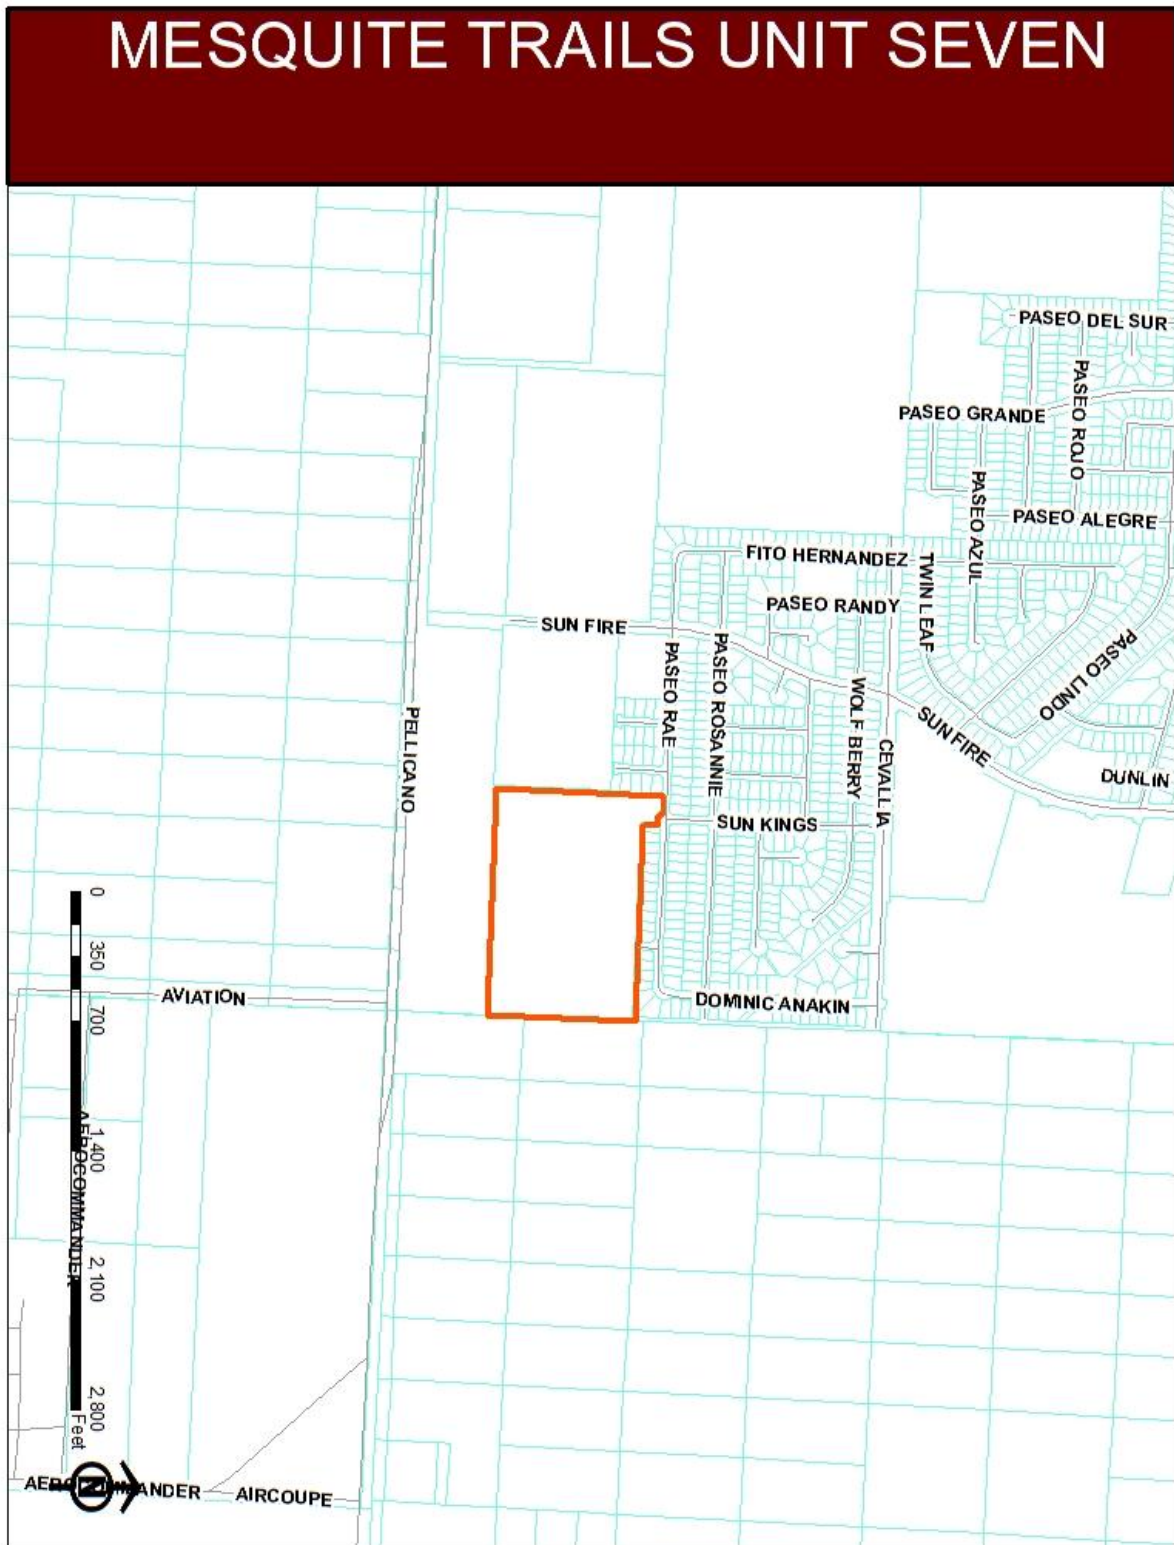 MESQUITE TRAILS UNIT SEVEN
PASEO DEL SUR
PASEO ROJO
PASEO GRANDE
PASEO AZUL
PASEO ALEGRE
FITO HERNANDEZ
TWIN LEAF
PASEO RANDY
SUN FIRE
PASEO RAE
PASEO ROSANNIE
WOLF BERRY
PASEO LINDO
SUN FIRE
CEVALLIA
DUNLIN
PELLICANO
SUN KINGS
AVIATION
DOMINIC ANAKIN
0
350
700
1,400
2,100
2,800
Feet
AEROCOMMANDER
N
AEROCOMMANDER
AIRCOUPE